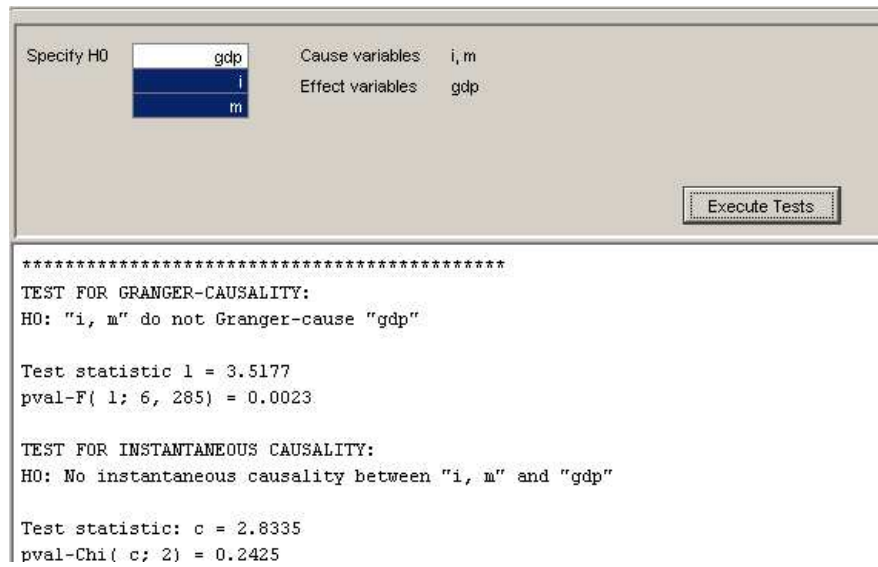 Specify H0 gdp Cause variables i, m
i Effect variables gdp
m
Execute Tests
*********************************************
TEST FOR GRANGER-CAUSALITY:
H0: "i, m" do not Granger-cause "gdp"
Test statistic l = 3.5177
pval-F( l; 6, 285) = 0.0023
TEST FOR INSTANTANEOUS CAUSALITY:
H0: No instantaneous causality between "i, m" and "gdp"
Test statistic: c = 2.8335
pval-Chi( c; 2) = 0.2425